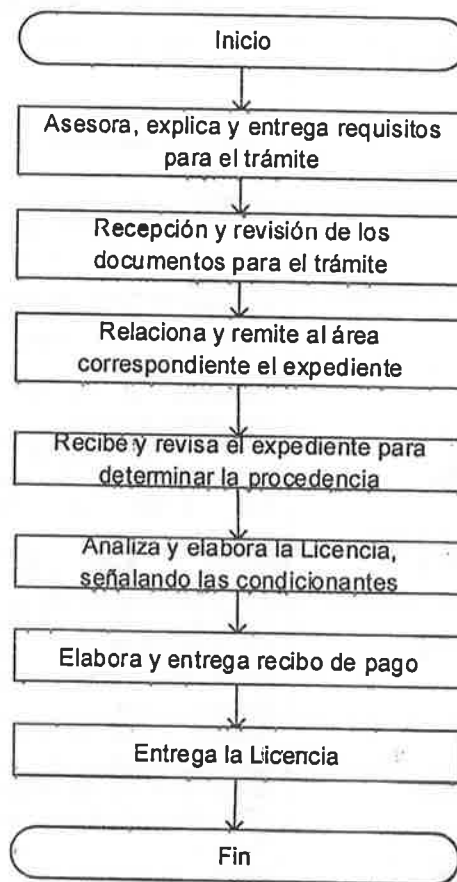 Inicio
Asesora, explica y entrega requisitos
para el trámite
Recepción y revisión de los
documentos para el trámite
Relaciona y remite al área
correspondiente el expediente
Recibe y revisa el expediente para
determinar la procedencia
Analiza y elabora la Licencia,
señalando las condicionantes
Elabora y entrega recibo de pago
Entrega la Licencia
Fin